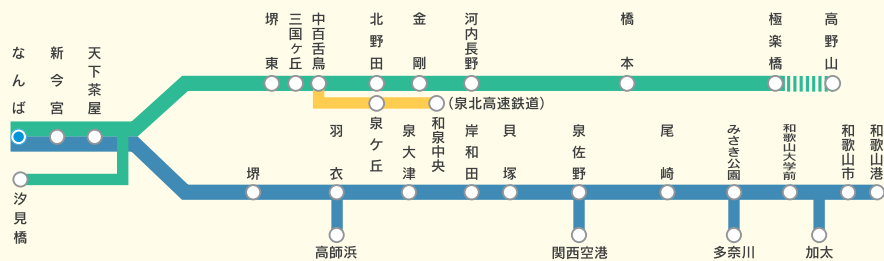 なんば
新今宮
天下茶屋
堺東
三国ヶ丘
中百舌鳥
北野田
金剛
河内長野
橋本
極楽橋
高野山
泉ケ丘
和泉中央
(泉北高速鉄道)
汐見橋
堺
羽衣
泉大津
岸和田
貝塚
泉佐野
尾崎
みさき公園
和歌山大学前
和歌山市
和歌山港
高師浜
関西空港
多奈川
加太